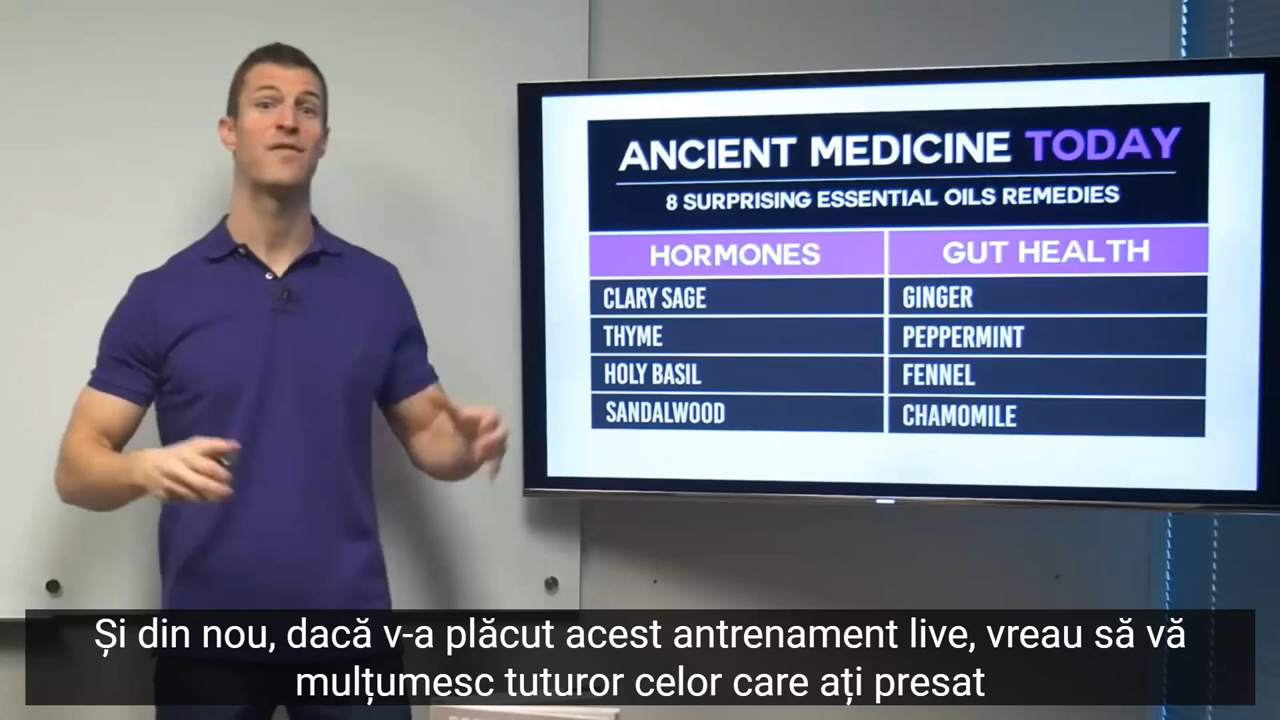 ANCIENT MEDICINE TODAY
8 SURPRISING ESSENTIAL OILS REMEDIES
HORMONES
GUT HEALTH
CLARY SAGE
GINGER
THYME
PEPPERMINT
HOLY BASIL
FENNEL
SANDALWOOD
CHAMOMILE
Și din nou, dacă v-a plăcut acest antrenament live, vreau să vă
mulțumesc tuturor celor care ați presat